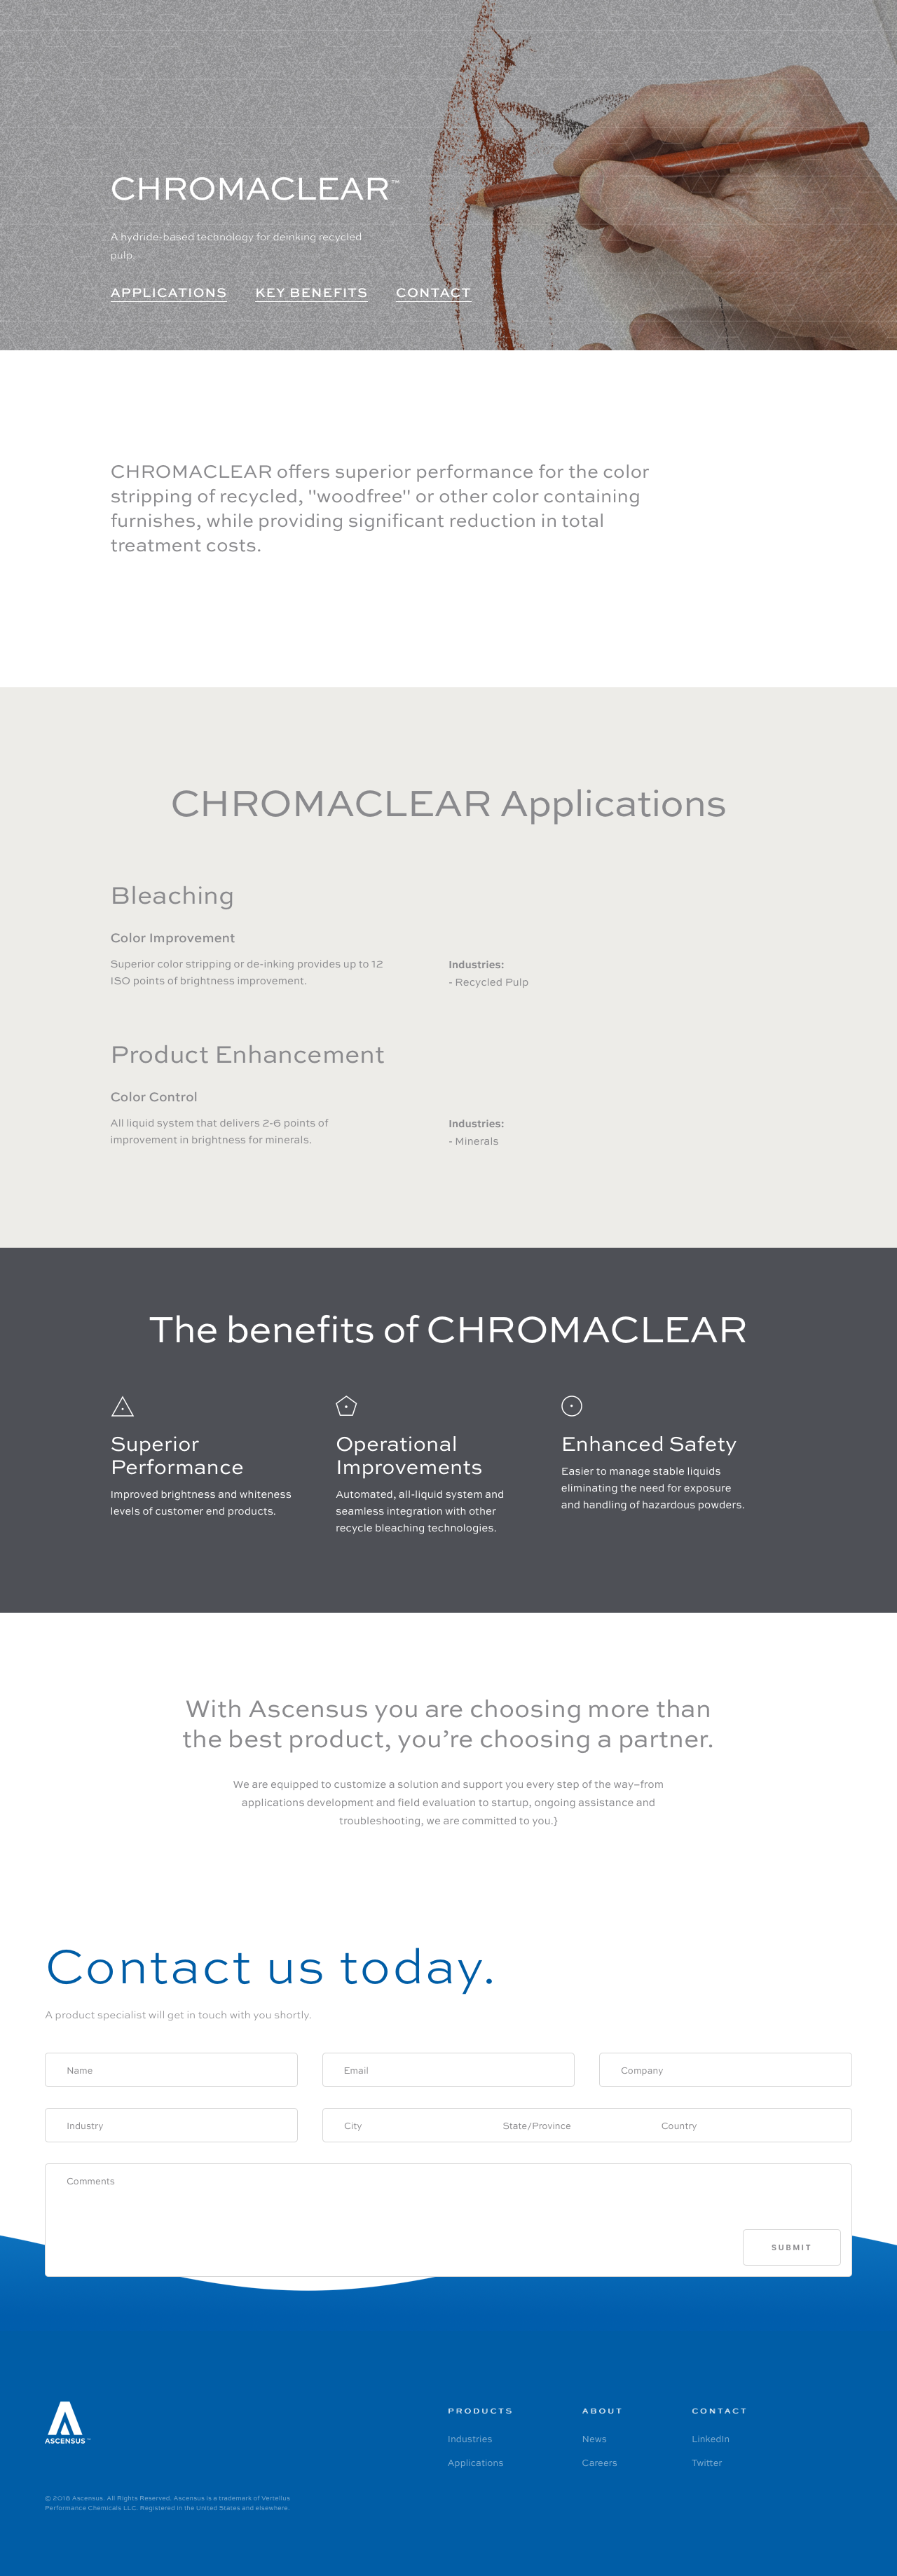 CHROMACLEAR™
A hydride-based technology for deinking recycled
pulp.
APPLICATIONS KEY BENEFITS CONTACT
CHROMACLEAR offers superior performance for the color
stripping of recycled, "woodfree" or other color containing
furnishes, while providing significant reduction in total
treatment costs.
CHROMACLEAR Applications
Bleaching
Color Improvement
Superior color stripping or de-inking provides up to 12
ISO points of brightness improvement.
Industries:
- Recycled Pulp
Product Enhancement
Color Control
All liquid system that delivers 2-6 points of
improvement in brightness for minerals.
Industries:
- Minerals
The benefits of CHROMACLEAR
Superior
Performance
Improved brightness and whiteness
levels of customer end products.
Operational
Improvements
Automated, all-liquid system and
seamless integration with other
recycle bleaching technologies.
Enhanced Safety
Easier to manage stable liquids
eliminating the need for exposure
and handling of hazardous powders.
With Ascensus you are choosing more than
the best product, you’re choosing a partner.
We are equipped to customize a solution and support you every step of the way–from
applications development and field evaluation to startup, ongoing assistance and
troubleshooting, we are committed to you.}
Contact us today.
A product specialist will get in touch with you shortly.
Name Email Company
Industry City State/Province Country
Comments
SUBMIT
ASCENSUS™
PRODUCTS
Industries
Applications
ABOUT
News
Careers
CONTACT
LinkedIn
Twitter
© 2018 Ascensus. All Rights Reserved. Ascensus is a trademark of Vertellus
Performance Chemicals LLC. Registered in the United States and elsewhere.